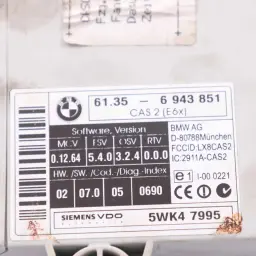 61.35 - 6 943 851
CAS 2 (E6x)
Software, Version
MCV FSV OSV RTV
0.12.64 5.4.0 3.2.4 0.0.0
HW. /SW. /Cod. /Diag.-Index
02 07.0 05 0690
BMW AG
D-80788München
FCCID:LX8CAS2
IC:2911A-CAS2
e1 I-00 0221
SIEMENS VDO
5WK4 7995